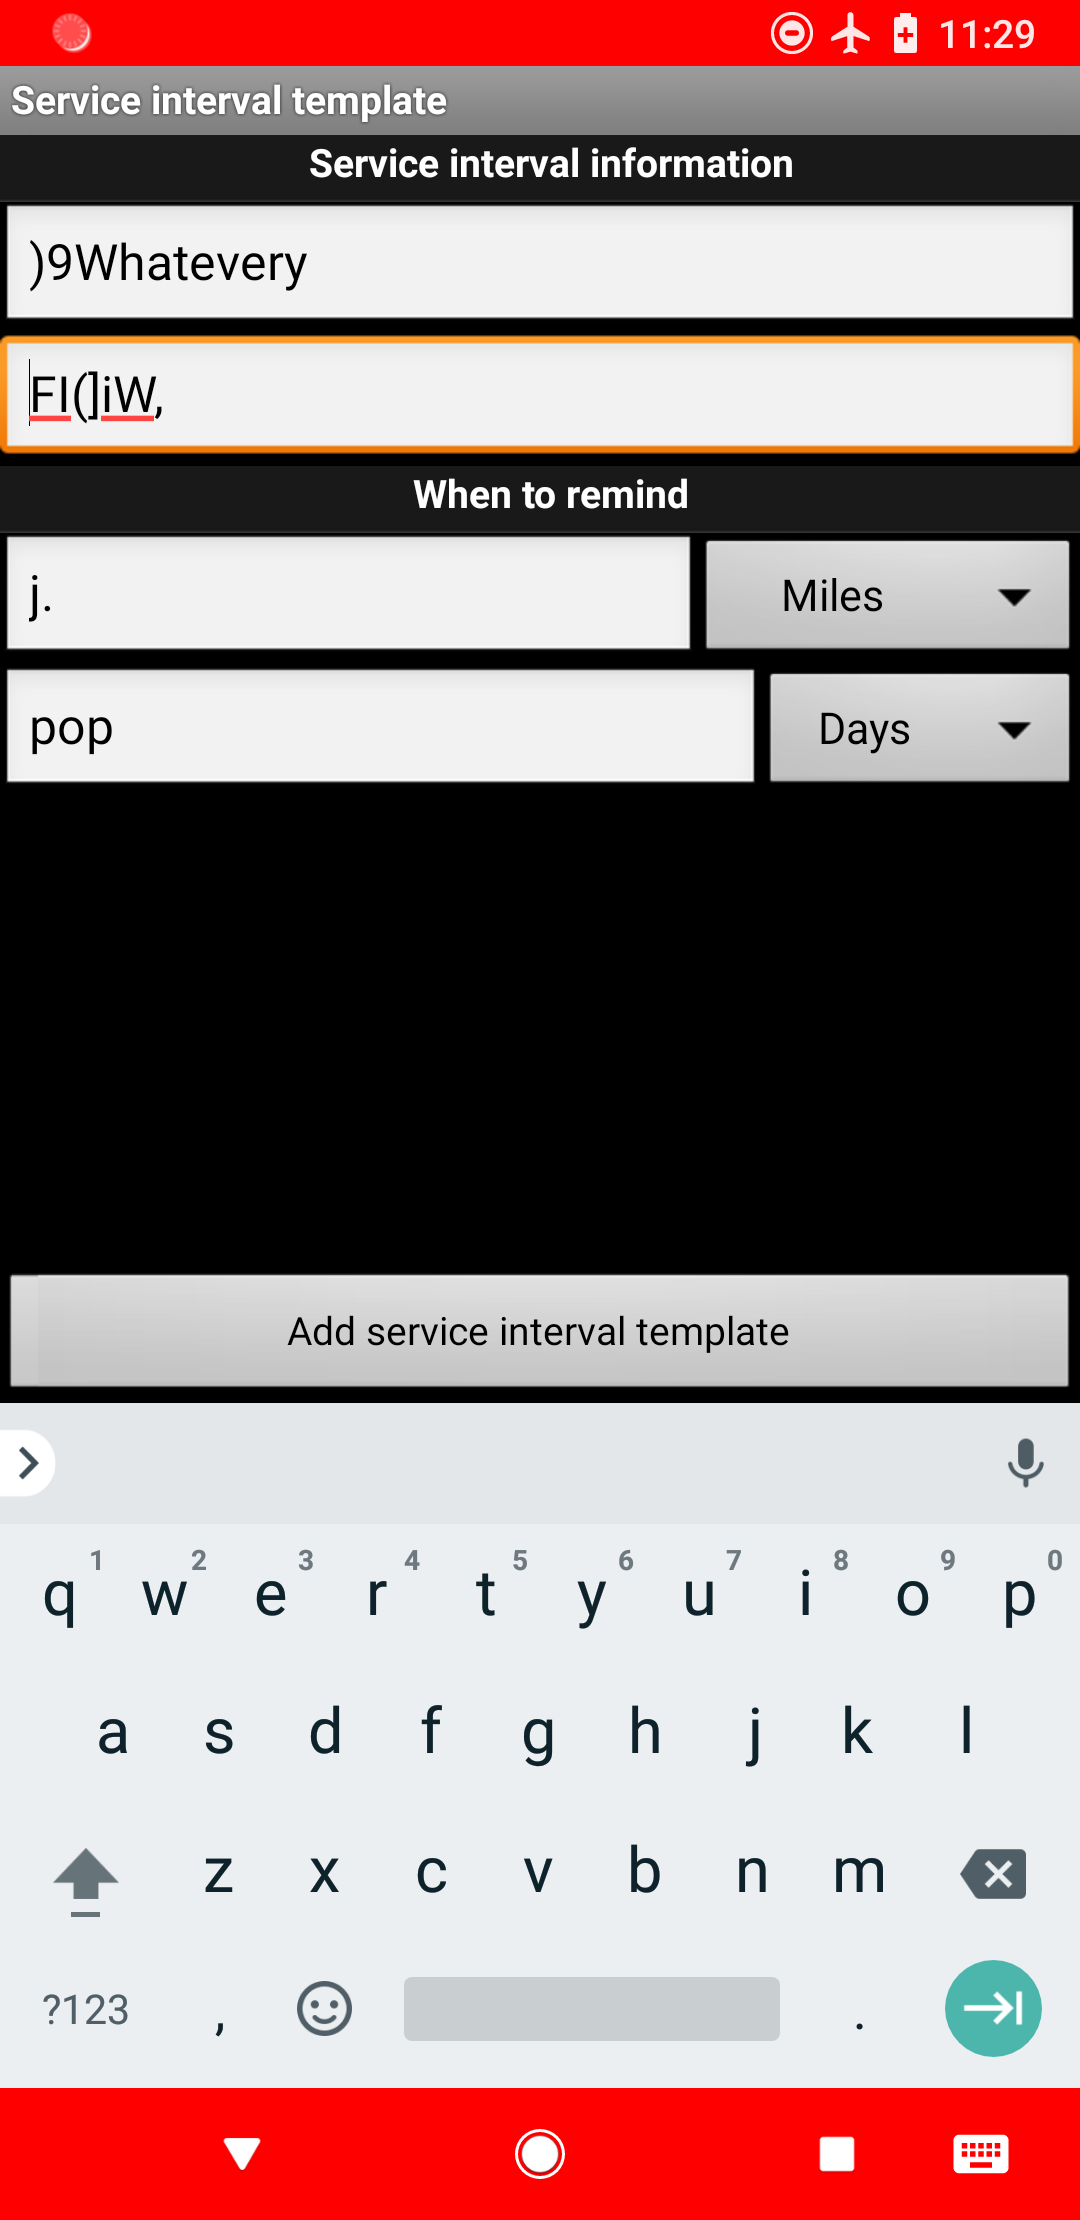 11:29
Service interval template
Service interval information
)9Whatevery
FI(]iW,
When to remind
j. Miles
pop Days
Add service interval template
1 2 3 4 5 6 7 8 9 0
q w e r t y u i o p
a s d f g h j k l
z x c v b n m
?123 , .